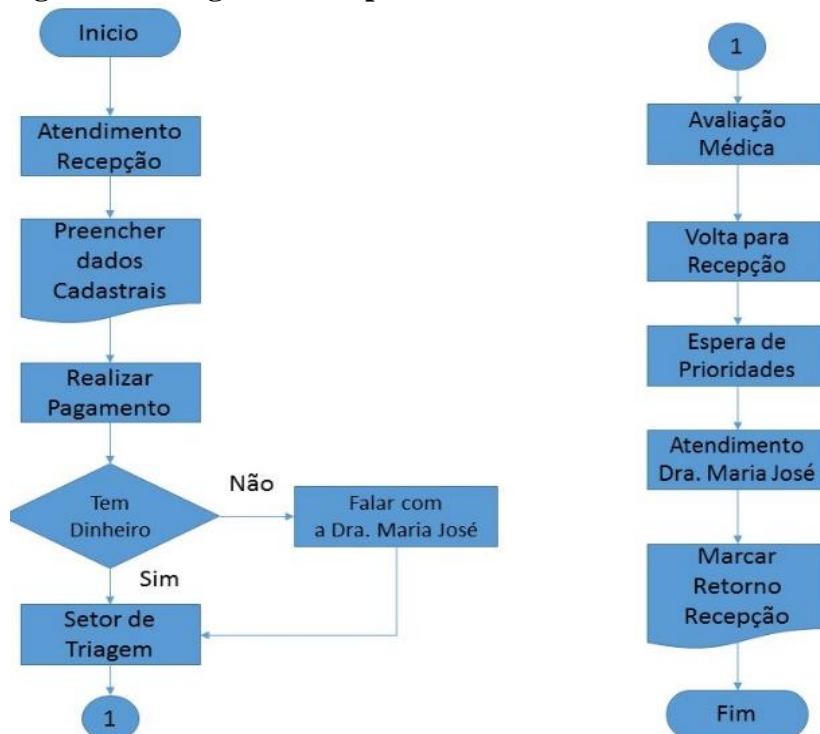 Inicio
Atendimento
Recepção
Preencher
dados
Cadastrais
Realizar
Pagamento
Tem
Dinheiro
Não
Falar com
a Dra. Maria José
Sim
Setor de
Triagem
1
1
Avaliação
Médica
Volta para
Recepção
Espera de
Prioridades
Atendimento
Dra. Maria José
Marcar
Retorno
Recepção
Fim